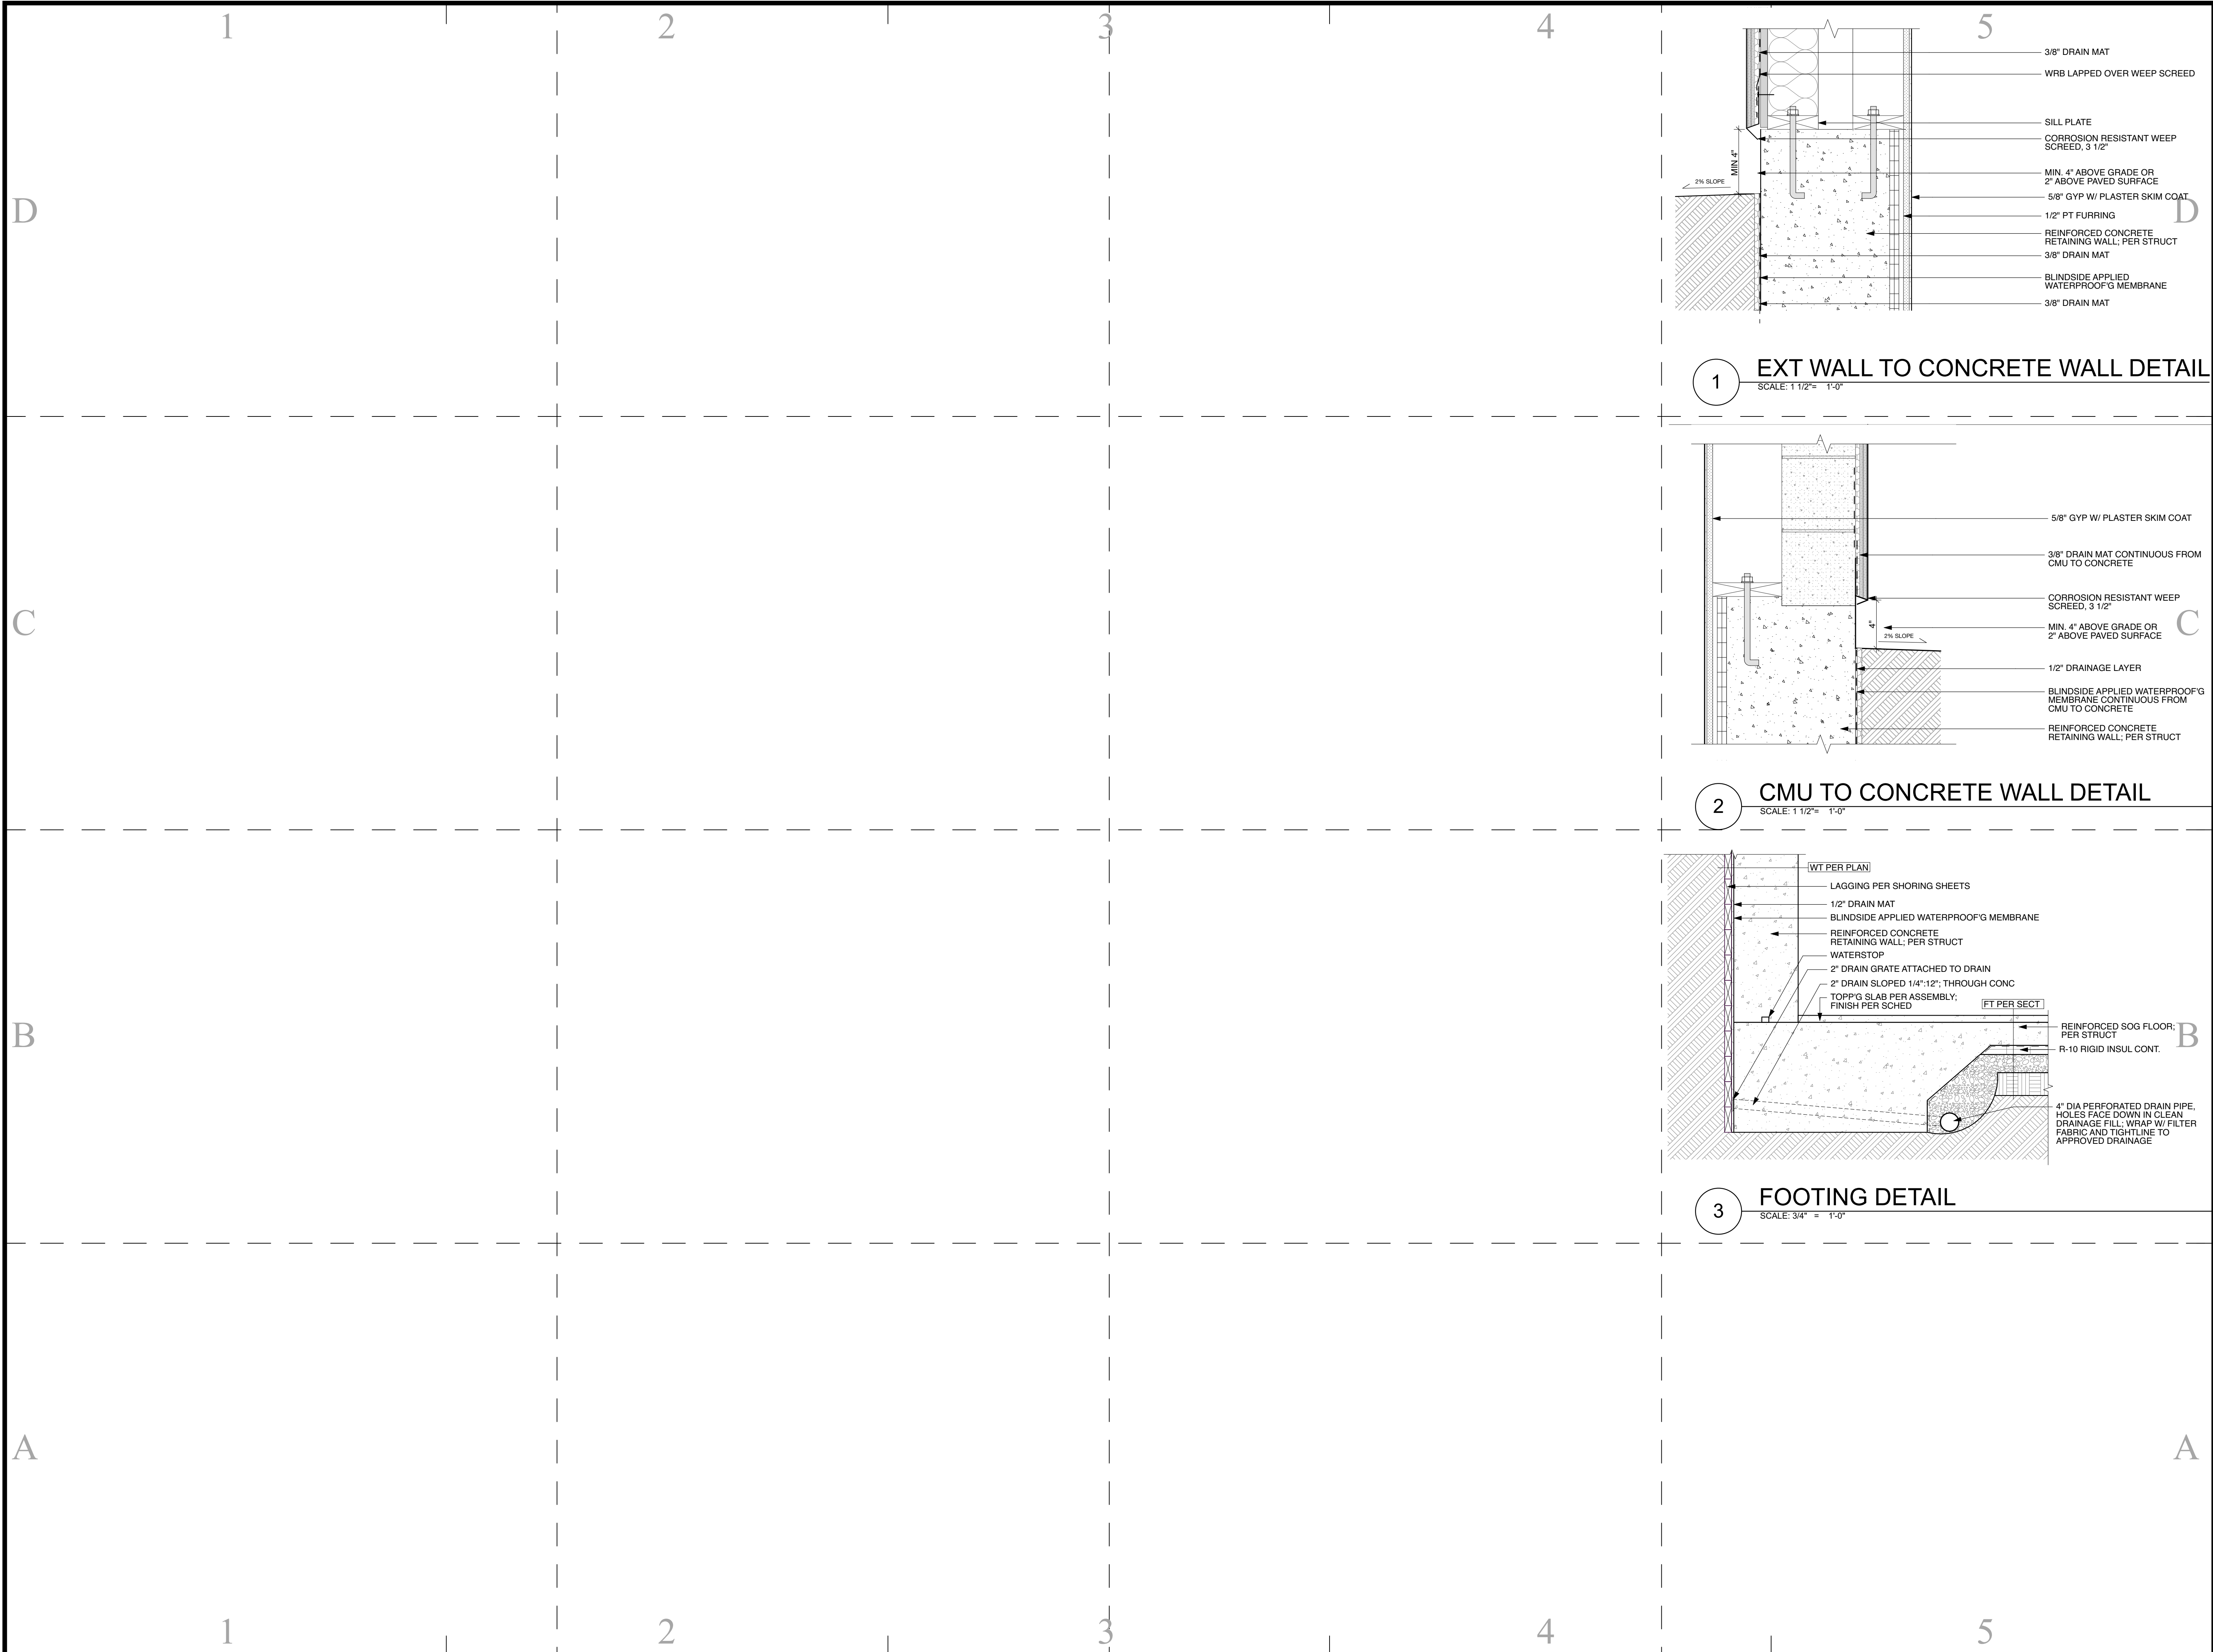 1
2
3
4
5
D
D
C
C
B
B
A
A
1
2
3
4
5
3/8" DRAIN MAT
WRB LAPPED OVER WEEP SCREED
SILL PLATE
CORROSION RESISTANT WEEP
SCREED, 3 1/2"
MIN 4"
2% SLOPE
MIN. 4" ABOVE GRADE OR
2" ABOVE PAVED SURFACE
5/8" GYP W/ PLASTER SKIM COAT
1/2" PT FURRING
REINFORCED CONCRETE
RETAINING WALL; PER STRUCT
3/8" DRAIN MAT
BLINDSIDE APPLIED
WATERPROOF'G MEMBRANE
3/8" DRAIN MAT
1
EXT WALL TO CONCRETE WALL DETAIL
SCALE: 1 1/2"= 1'-0"
5/8" GYP W/ PLASTER SKIM COAT
3/8" DRAIN MAT CONTINUOUS FROM
CMU TO CONCRETE
CORROSION RESISTANT WEEP
SCREED, 3 1/2"
4"
2% SLOPE
MIN. 4" ABOVE GRADE OR
2" ABOVE PAVED SURFACE
1/2" DRAINAGE LAYER
BLINDSIDE APPLIED WATERPROOF'G
MEMBRANE CONTINUOUS FROM
CMU TO CONCRETE
REINFORCED CONCRETE
RETAINING WALL; PER STRUCT
2
CMU TO CONCRETE WALL DETAIL
SCALE: 1 1/2"= 1'-0"
WT PER PLAN
LAGGING PER SHORING SHEETS
1/2" DRAIN MAT
BLINDSIDE APPLIED WATERPROOF'G MEMBRANE
REINFORCED CONCRETE
RETAINING WALL; PER STRUCT
WATERSTOP
2" DRAIN GRATE ATTACHED TO DRAIN
2" DRAIN SLOPED 1/4":12"; THROUGH CONC
TOPP'G SLAB PER ASSEMBLY;
FINISH PER SCHED
FT PER SECT
REINFORCED SOG FLOOR;
PER STRUCT
R-10 RIGID INSUL CONT.
4" DIA PERFORATED DRAIN PIPE,
HOLES FACE DOWN IN CLEAN
DRAINAGE FILL; WRAP W/ FILTER
FABRIC AND TIGHTLINE TO
APPROVED DRAINAGE
3
FOOTING DETAIL
SCALE: 3/4" = 1'-0"